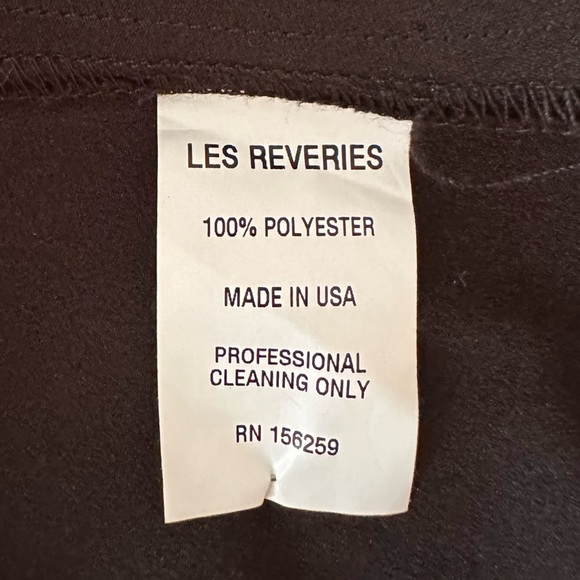 LES REVERIES
100% POLYESTER
MADE IN USA
PROFESSIONAL
CLEANING ONLY
RN 156259